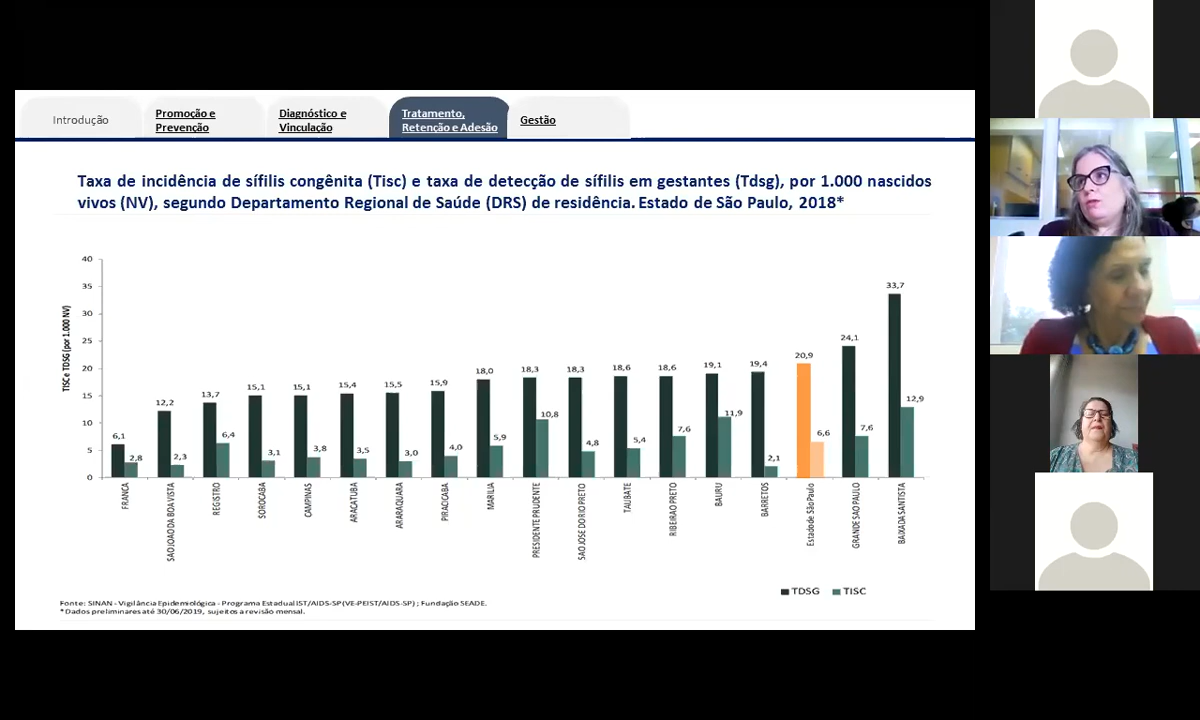 Introdução
Promoção e
Prevenção
Diagnóstico e
Vinculação
Tratamento,
Retenção e Adesão
Gestão
Taxa de incidência de sífilis congênita (Tisc) e taxa de detecção de sífilis em gestantes (Tdsg), por 1.000 nascidos
vivos (NV), segundo Departamento Regional de Saúde (DRS) de residência. Estado de São Paulo, 2018*
TISC e TDSG (por 1.000 NV)
40
35
30
25
20
15
10
5
0
6,1 2,8
12,2 2,3
13,7 6,4
15,1 3,1
15,1 3,8
15,4 3,5
15,5 3,0
15,9 4,0
18,0 5,9
18,3 10,8
18,3 4,8
18,6 5,4
18,6 7,6
19,1 11,9
19,4 2,1
20,9 6,6
24,1 7,6
33,7 12,9
FRANCA
SAO JOAO DA BOA VISTA
REGISTRO
SOROCABA
CAMPINAS
ARAÇATUBA
ARARAQUARA
PIRACICABA
MARILIA
PRESIDENTE PRUDENTE
SAO JOSE DO RIO PRETO
TAUBATE
RIBEIRAO PRETO
BAURU
BARRETOS
Estado de São Paulo
GRANDE SAO PAULO
BAIXADA SANTISTA
TDSG TISC
Fonte: SINAN - Vigilância Epidemiológica - Programa Estadual IST/AIDS-SP(VE-PEIST/AIDS-SP) ; Fundação SEADE.
*Dados preliminares até 30/06/2019, sujeitos a revisão mensal.